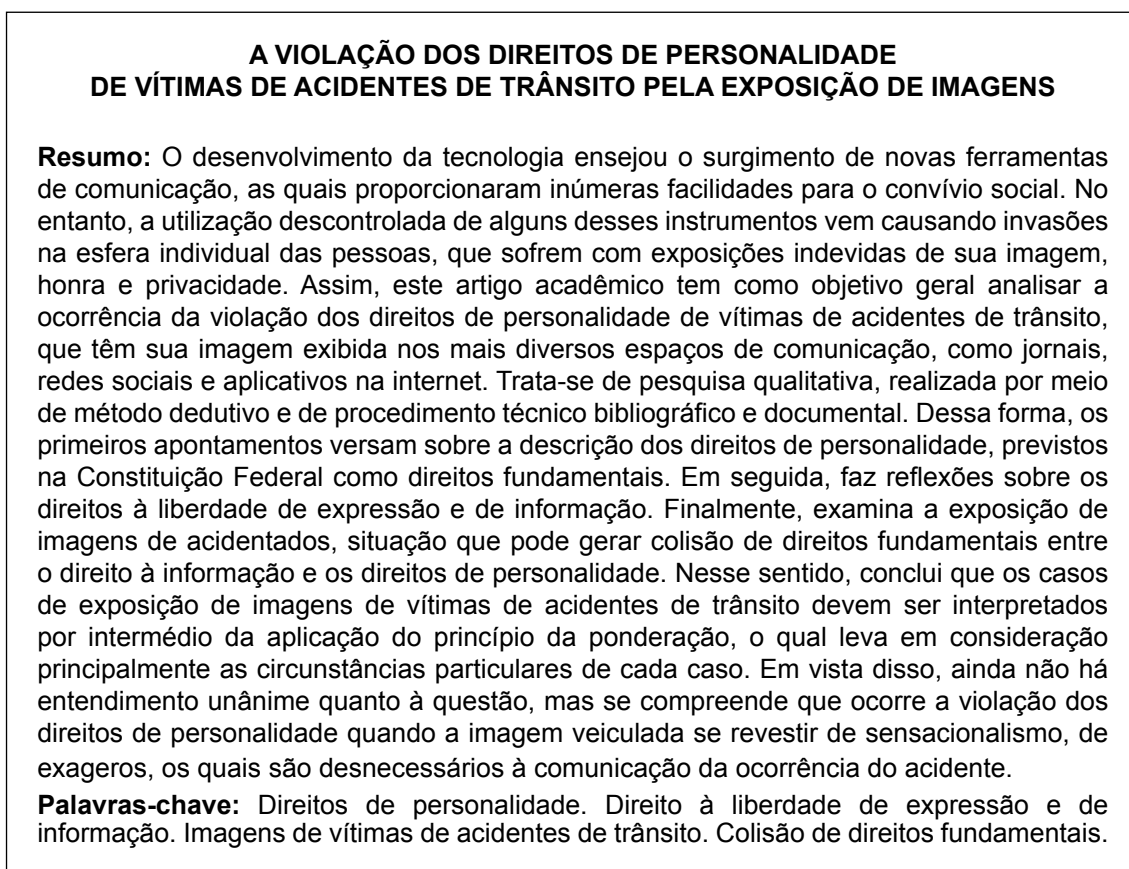 A VIOLAÇÃO DOS DIREITOS DE PERSONALIDADE
DE VÍTIMAS DE ACIDENTES DE TRÂNSITO PELA EXPOSIÇÃO DE IMAGENS
Resumo: O desenvolvimento da tecnologia ensejou o surgimento de novas ferramentas
de comunicação, as quais proporcionaram inúmeras facilidades para o convívio social. No
entanto, a utilização descontrolada de alguns desses instrumentos vem causando invasões
na esfera individual das pessoas, que sofrem com exposições indevidas de sua imagem,
honra e privacidade. Assim, este artigo acadêmico tem como objetivo geral analisar a
ocorrência da violação dos direitos de personalidade de vítimas de acidentes de trânsito,
que têm sua imagem exibida nos mais diversos espaços de comunicação, como jornais,
redes sociais e aplicativos na internet. Trata-se de pesquisa qualitativa, realizada por meio
de método dedutivo e de procedimento técnico bibliográfico e documental. Dessa forma, os
primeiros apontamentos versam sobre a descrição dos direitos de personalidade, previstos
na Constituição Federal como direitos fundamentais. Em seguida, faz reflexões sobre os
direitos à liberdade de expressão e de informação. Finalmente, examina a exposição de
imagens de acidentados, situação que pode gerar colisão de direitos fundamentais entre
o direito à informação e os direitos de personalidade. Nesse sentido, conclui que os casos
de exposição de imagens de vítimas de acidentes de trânsito devem ser interpretados
por intermédio da aplicação do princípio da ponderação, o qual leva em consideração
principalmente as circunstâncias particulares de cada caso. Em vista disso, ainda não há
entendimento unânime quanto à questão, mas se compreende que ocorre a violação dos
direitos de personalidade quando a imagem veiculada se revestir de sensacionalismo, de
exageros, os quais são desnecessários à comunicação da ocorrência do acidente.
Palavras-chave: Direitos de personalidade. Direito à liberdade de expressão e de
informação. Imagens de vítimas de acidentes de trânsito. Colisão de direitos fundamentais.